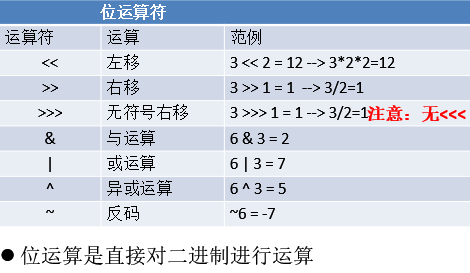 位运算符
运算符 运算 范例
<< 左移 3 << 2 = 12 --> 3*2*2=12
>> 右移 3 >> 1 = 1 --> 3/2=1
>>> 无符号右移 3 >>> 1 = 1 --> 3/2=1 注意：无<<<
& 与运算 6 & 3 = 2
| 或运算 6 | 3 = 7
^ 异或运算 6 ^ 3 = 5
~ 反码 ~6 = -7
● 位运算是直接对二进制进行运算